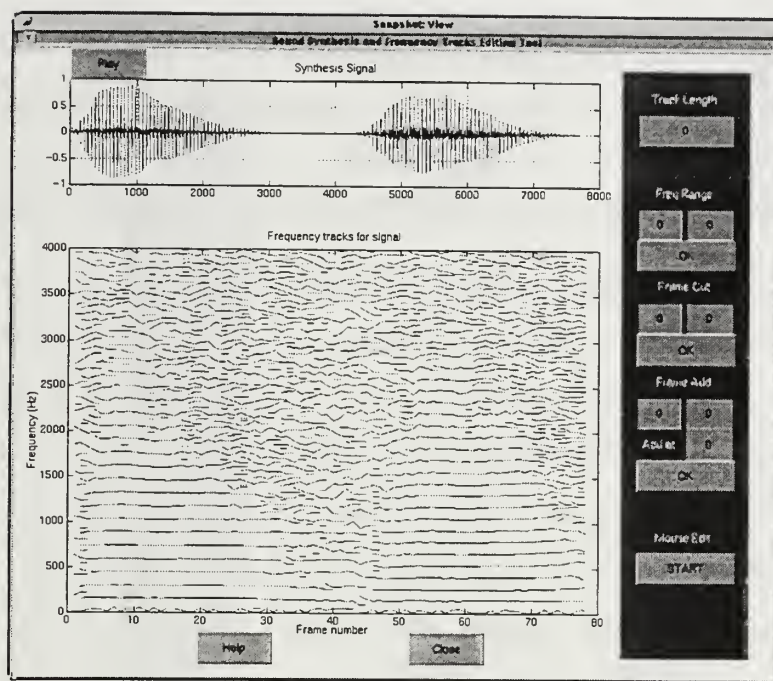 Snapshot: View
Sound Synthesis and Frequency Tracks Editing Tool
Play
Synthesis Signal
1
0.5
0
−0.5
−1
0 1000 2000 3000 4000 5000 6000 7000 8000
Frequency tracks for signal
4000
3500
3000
2500
2000
1500
1000
500
0
Frequency (Hz)
0 10 20 30 40 50 60 70 80
Frame number
Help
Close
Track Length
0
Freq Range
0 0
OK
Frame Cut
0 0
OK
Frame Add
0 0
Add at 0
OK
Mouse Edit
START